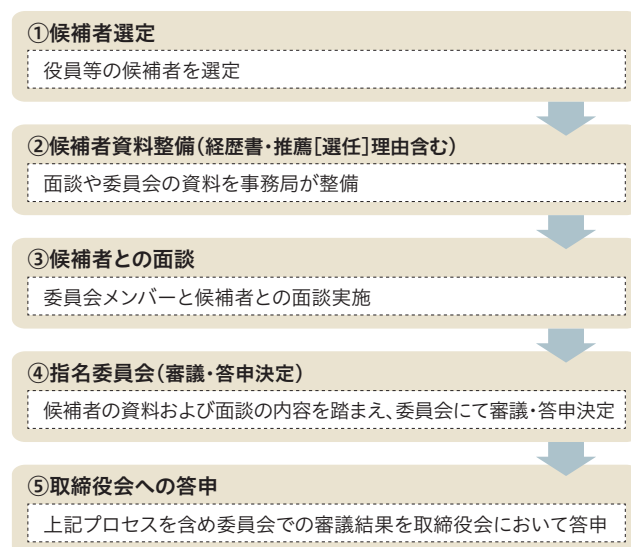 ①候補者選定
役員等の候補者を選定
②候補者資料整備(経歴書・推薦[選任]理由含む)
面談や委員会の資料を事務局が整備
③候補者との面談
委員会メンバーと候補者との面談実施
④指名委員会(審議・答申決定)
候補者の資料および面談の内容を踏まえ、委員会にて審議・答申決定
⑤取締役会への答申
上記プロセスを含め委員会での審議結果を取締役会において答申